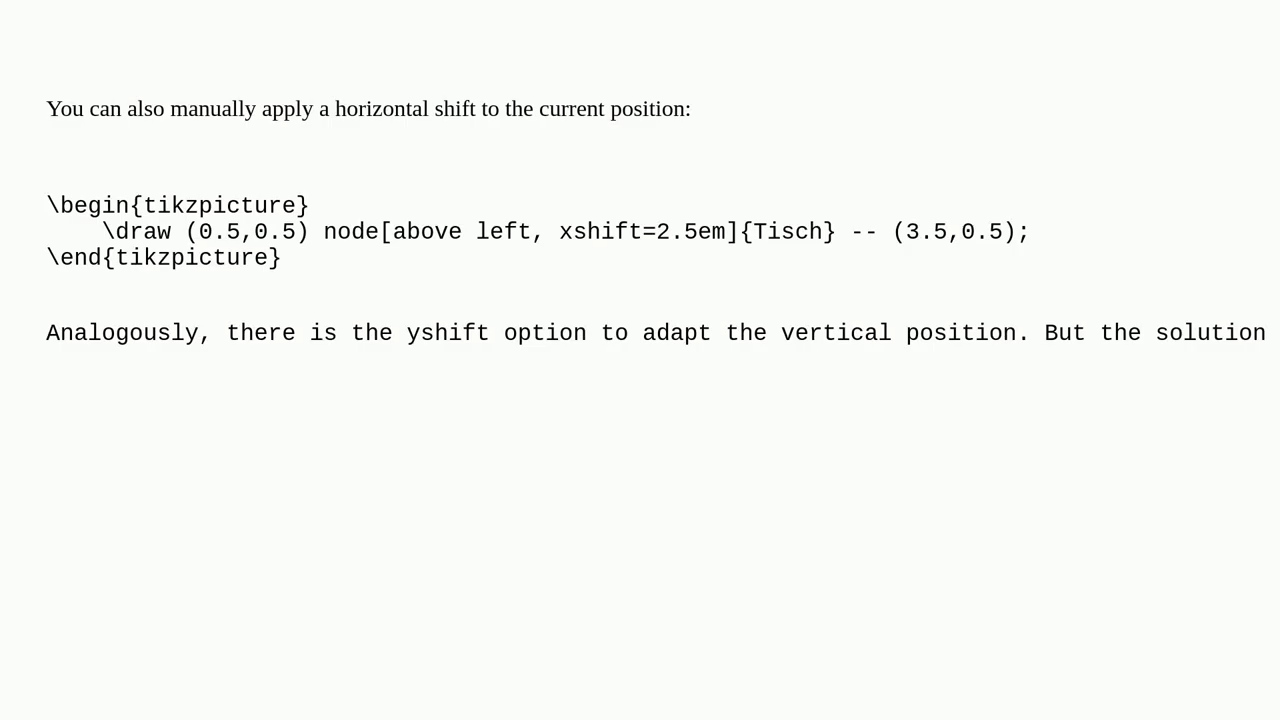 You can also manually apply a horizontal shift to the current position:
\begin{tikzpicture}
    \draw (0.5,0.5) node[above left, xshift=2.5em]{Tisch} -- (3.5,0.5);
\end{tikzpicture}
Analogously, there is the yshift option to adapt the vertical position. But the solution